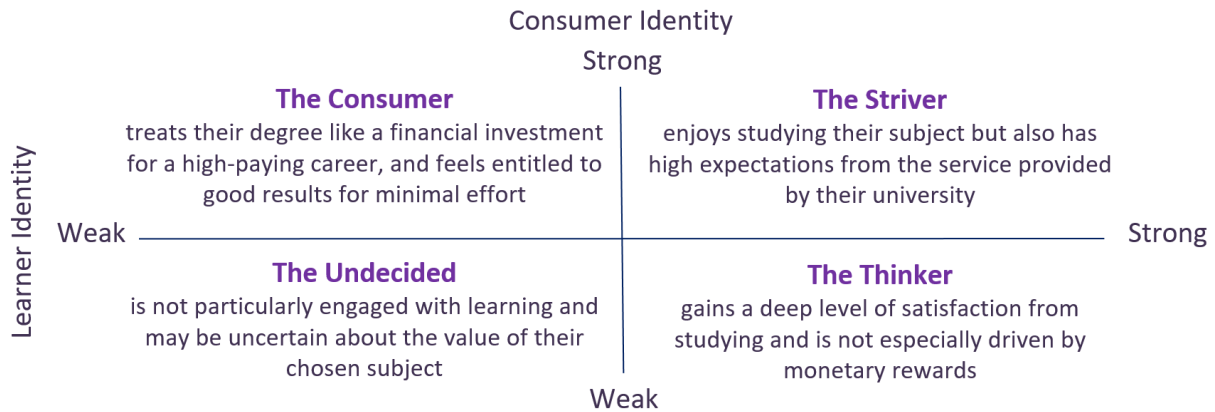 Consumer Identity
Strong
The Consumer
treats their degree like a financial investment
for a high-paying career, and feels entitled to
good results for minimal effort
The Striver
enjoys studying their subject but also has
high expectations from the service provided
by their university
Learner Identity
Weak
Strong
The Undecided
is not particularly engaged with learning and
may be uncertain about the value of their
chosen subject
The Thinker
gains a deep level of satisfaction from
studying and is not especially driven by
monetary rewards
Weak